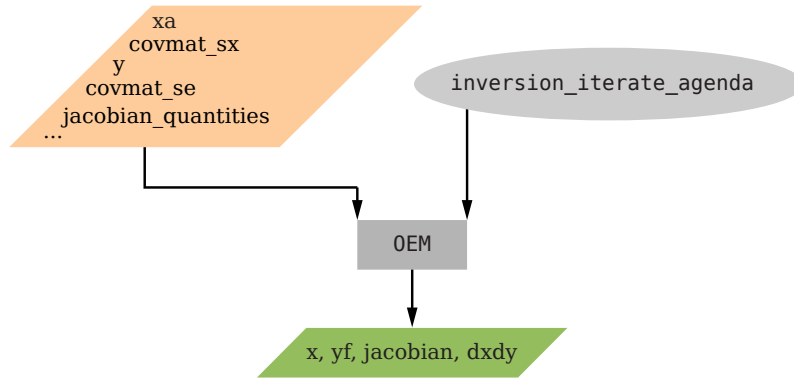 xa
covmat_sx
y
covmat_se
jacobian_quantities
...
inversion_iterate_agenda
OEM
x, yf, jacobian, dxdy